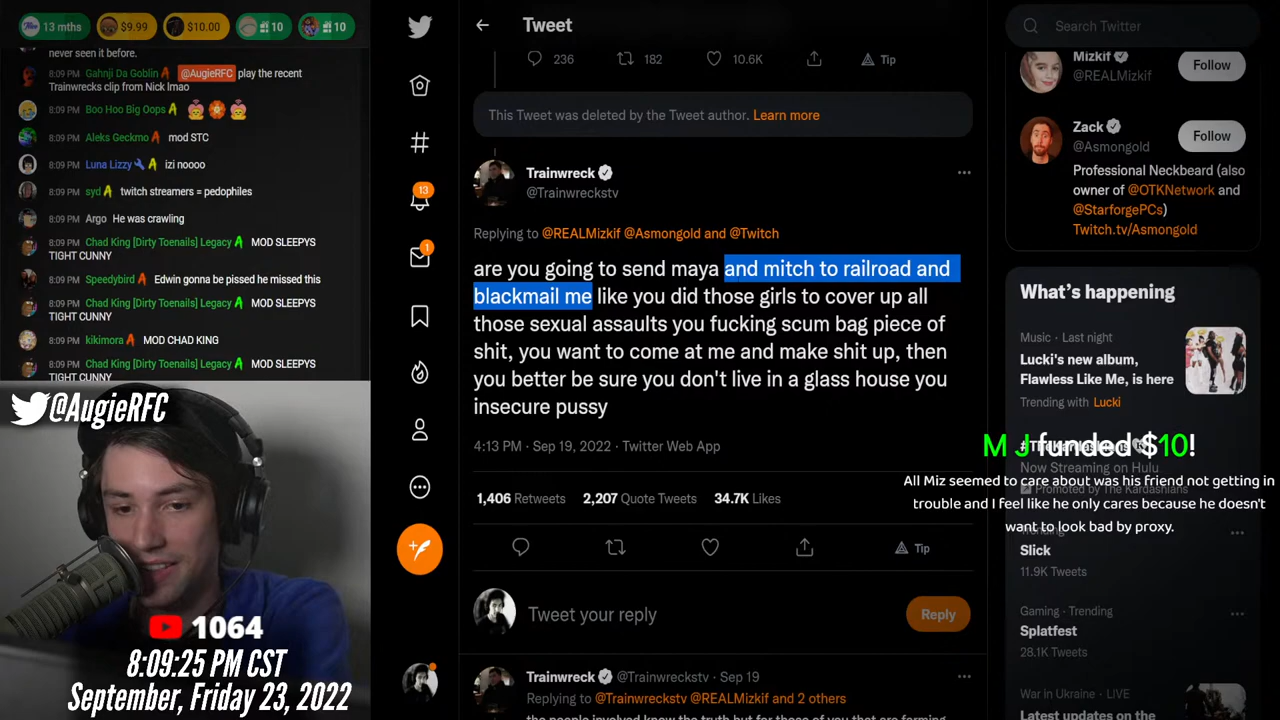 13 mths
$9.99
$10.00
10
10
never seen it before.
8:09 PM Gahnji Da Goblin @AugieRFC play the recent
Trainwrecks clip from Nick lmao
8:09 PM Boo Hoo Big Oops
8:09 PM Aleks Geckmo mod STC
8:09 PM Luna Lizzy izi noooo
8:09 PM syd twitch streamers = pedophiles
8:09 PM Argo He was crawling
8:09 PM Chad King [Dirty Toenails] Legacy MOD SLEEPYS
TIGHT CUNNY
8:09 PM Speedybird Edwin gonna be pissed he missed this
8:09 PM Chad King [Dirty Toenails] Legacy MOD SLEEPYS
TIGHT CUNNY
8:09 PM kikimora MOD CHAD KING
8:09 PM Chad King [Dirty Toenails] Legacy MOD SLEEPYS
TIGHT CUNNY
@AugieRFC
1064
8:09:25 PM CST
September, Friday 23, 2022
13
1
Tweet
236
182
10.6K
Tip
This Tweet was deleted by the Tweet author. Learn more
Trainwreck
@Trainwreckstv
Replying to @REALMizkif @Asmongold and @Twitch
are you going to send maya and mitch to railroad and
blackmail me like you did those girls to cover up all
those sexual assaults you fucking scum bag piece of
shit, you want to come at me and make shit up, then
you better be sure you don't live in a glass house you
insecure pussy
4:13 PM · Sep 19, 2022 · Twitter Web App
1,406 Retweets 2,207 Quote Tweets 34.7K Likes
Tip
Tweet your reply
Reply
Trainwreck @Trainwreckstv · Sep 19
Replying to @Trainwreckstv @REALMizkif and 2 others
the people involved know the truth but for those of you that are farming
Search Twitter
Mizkif
@REALMizkif
Follow
Zack
@Asmongold
Follow
Professional Neckbeard (also
owner of @OTKNetwork and
@StarforgePCs)
Twitch.tv/Asmongold
What's happening
Music · Last night
Lucki's new album,
Flawless Like Me, is here
Trending with Lucki
M J funded $10!
#TheKardashians
Now Streaming on Hulu
All Miz seemed to care about was his friend not getting in
Promoted by The Kardashians
trouble and I feel like he only cares because he doesn't
want to look bad by proxy.
Trending
Slick
11.9K Tweets
Gaming · Trending
Splatfest
28.1K Tweets
War in Ukraine · LIVE
Latest updates on the